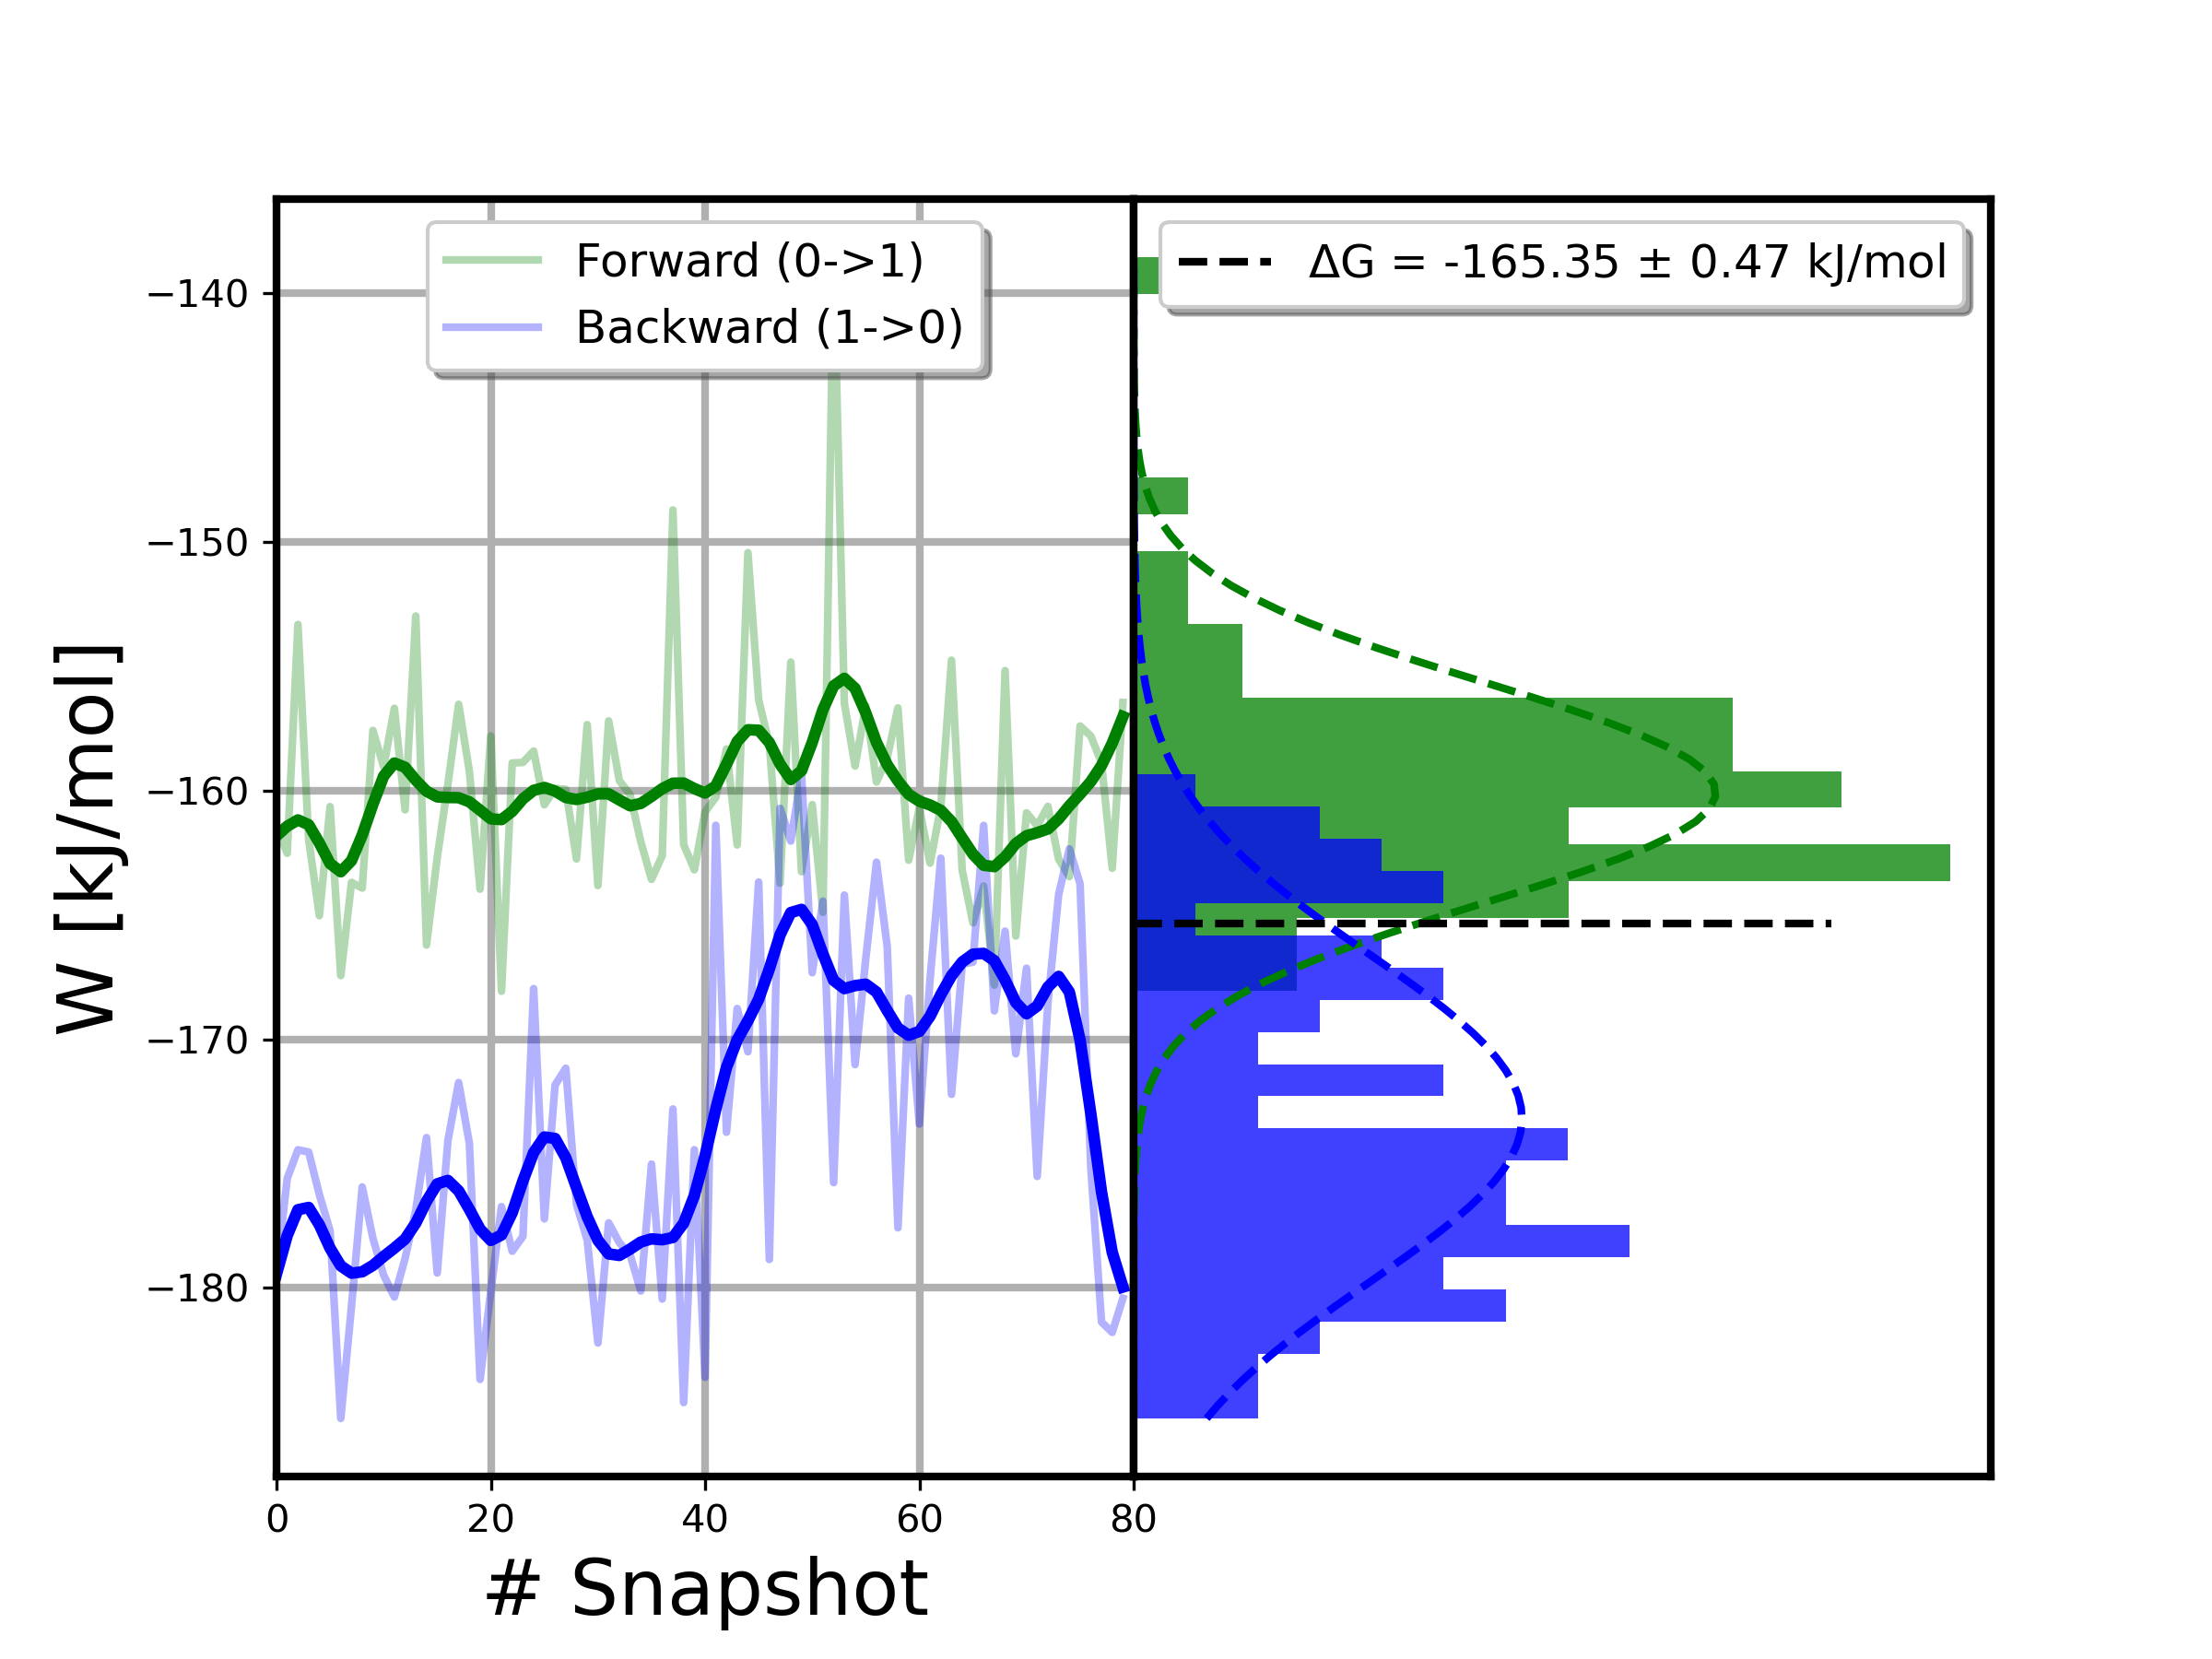 Forward (0->1)
Backward (1->0)
ΔG = -165.35 ± 0.47 kJ/mol
−140
−150
−160
−170
−180
W [kJ/mol]
0 20 40 60 80
# Snapshot